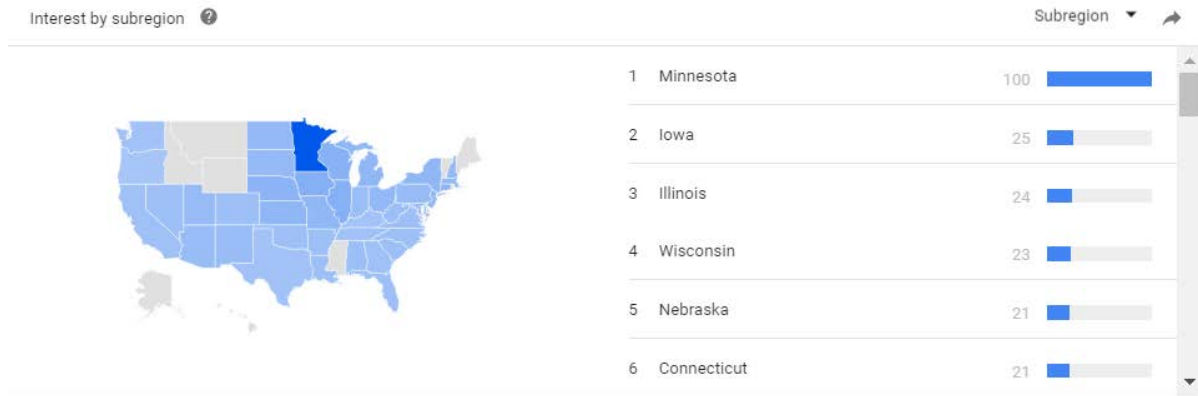 Interest by subregion
Subregion
1 Minnesota 100
2 Iowa 25
3 Illinois 24
4 Wisconsin 23
5 Nebraska 21
6 Connecticut 21